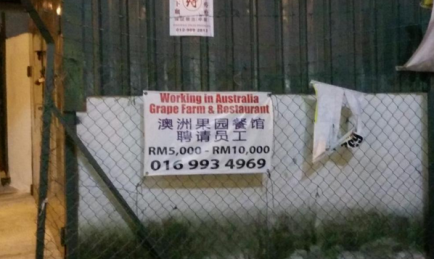 Working in Australia
Grape Farm & Restaurant
澳洲果园餐馆
聘请员工
RM5,000 - RM10,000
016 993 4969